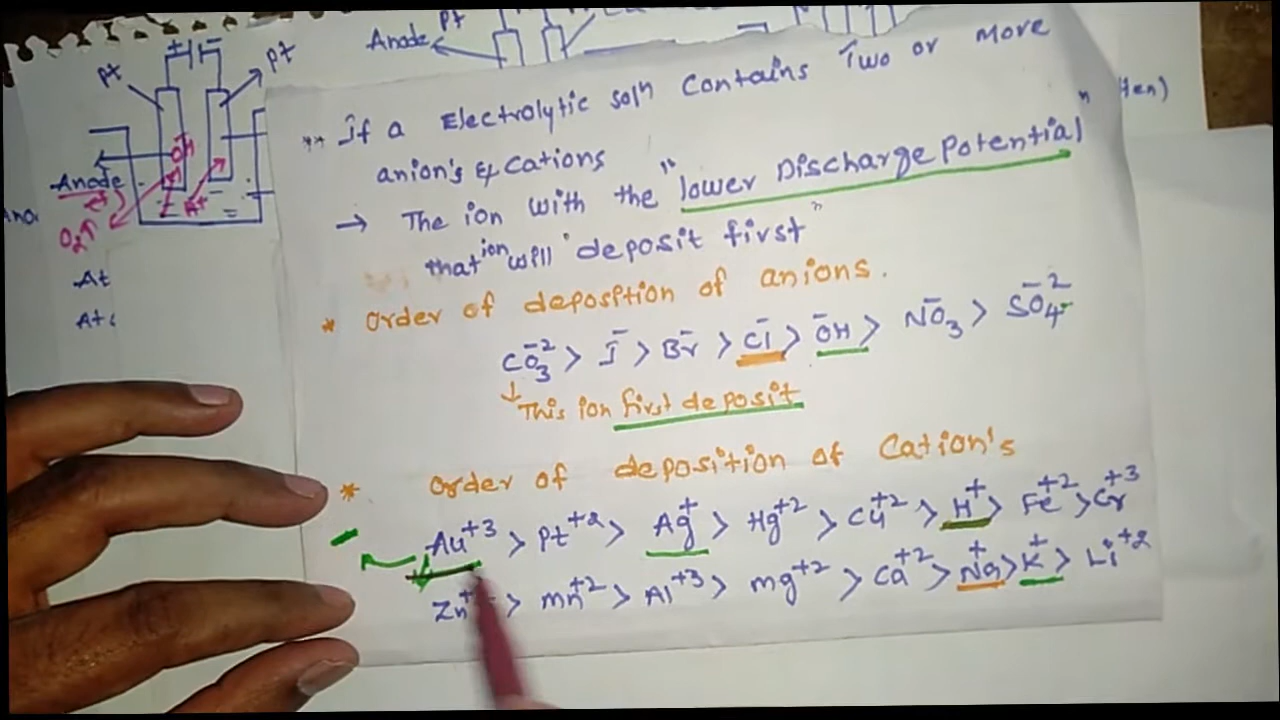 Pt
Anode
Pt
Pt
OH
Anode
H+
O2↑
At
** If a Electrolytic soln contains Two or more
anion's & cations
→ The ion with the "lower Discharge Potential"
that ion will "deposit first"
* order of deposition of anions.
CO3^-2 > I^- > Br^- > Cl^- > OH^- > NO3^- > SO4^-2
↓ This ion first deposit
* order of deposition of Cation's
Au^+3 > Pt^+2 > Ag^+ > Hg^+2 > Cu^+2 > H^+ > Fe^+2 > Cr^+3
Zn^+ > Mn^+2 > Al^+3 > mg^+2 > Ca^+2 > Na^+ > K^+ > Li^+2